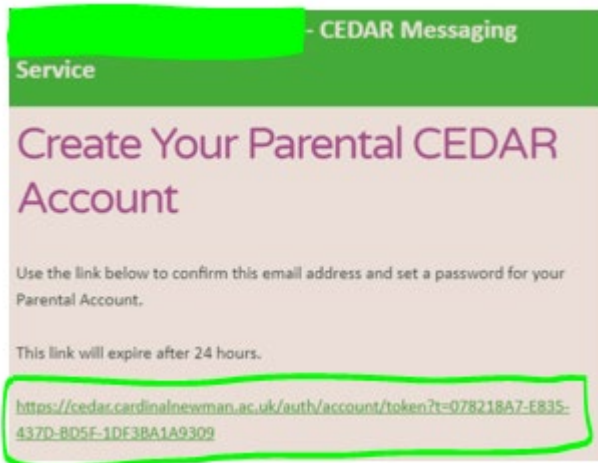 - CEDAR Messaging
Service
Create Your Parental CEDAR
Account
Use the link below to confirm this email address and set a password for your
Parental Account.
This link will expire after 24 hours.
https://cedar.cardinalnewman.ac.uk/auth/account/token?t=078218A7-E835-
437D-BD5F-1DF3BA1A9309